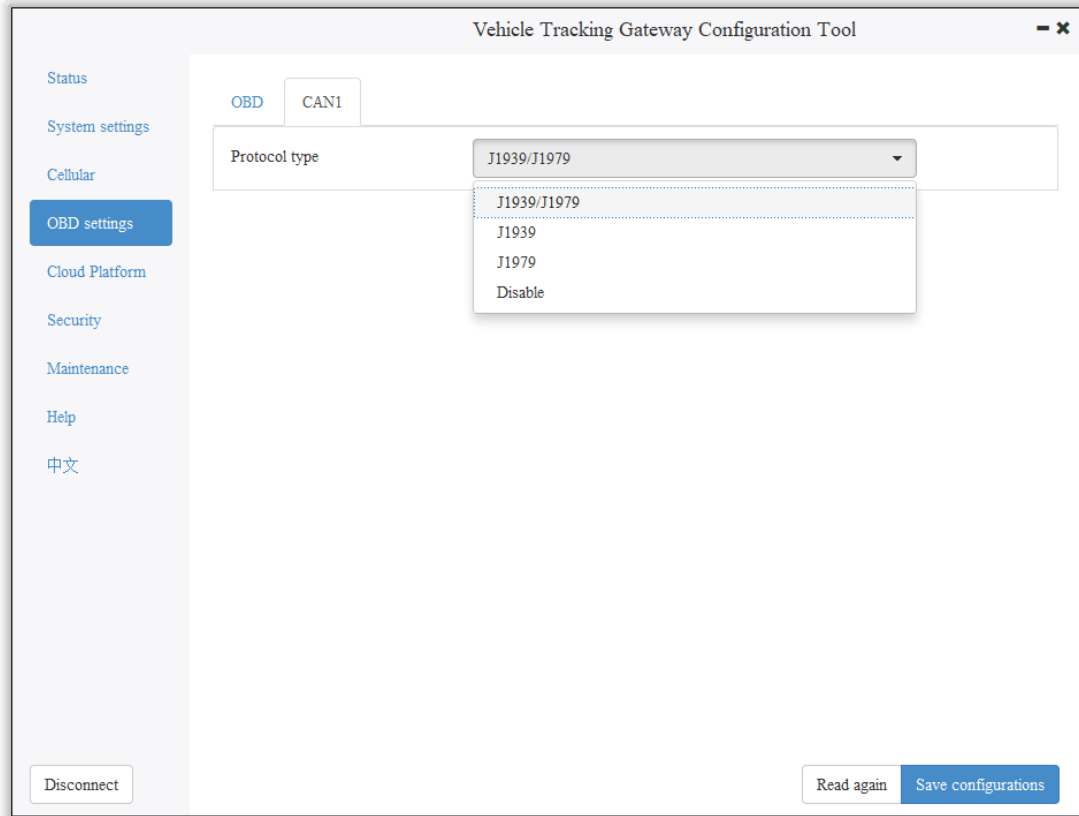 Vehicle Tracking Gateway Configuration Tool
Status
System settings
Cellular
OBD settings
Cloud Platform
Security
Maintenance
Help
中文
OBD CAN1
Protocol type J1939/J1979
J1939/J1979
J1939
J1979
Disable
Disconnect
Read again Save configurations